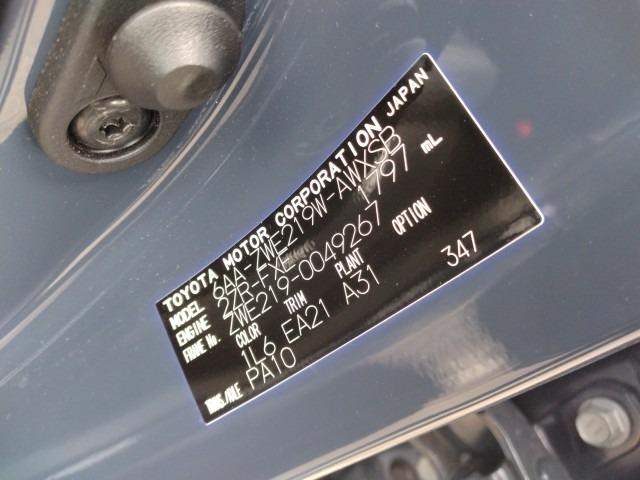 TOYOTA MOTOR CORPORATION JAPAN
MODEL 6AA-ZWE219W-AWXSB
ENGINE 2ZR-FXE 1797 mL
FRAME No. ZWE219-0049267
COLOR TRIM PLANT OPTION
1L6 EA21 A31 347
TRANS./AXLE PA10